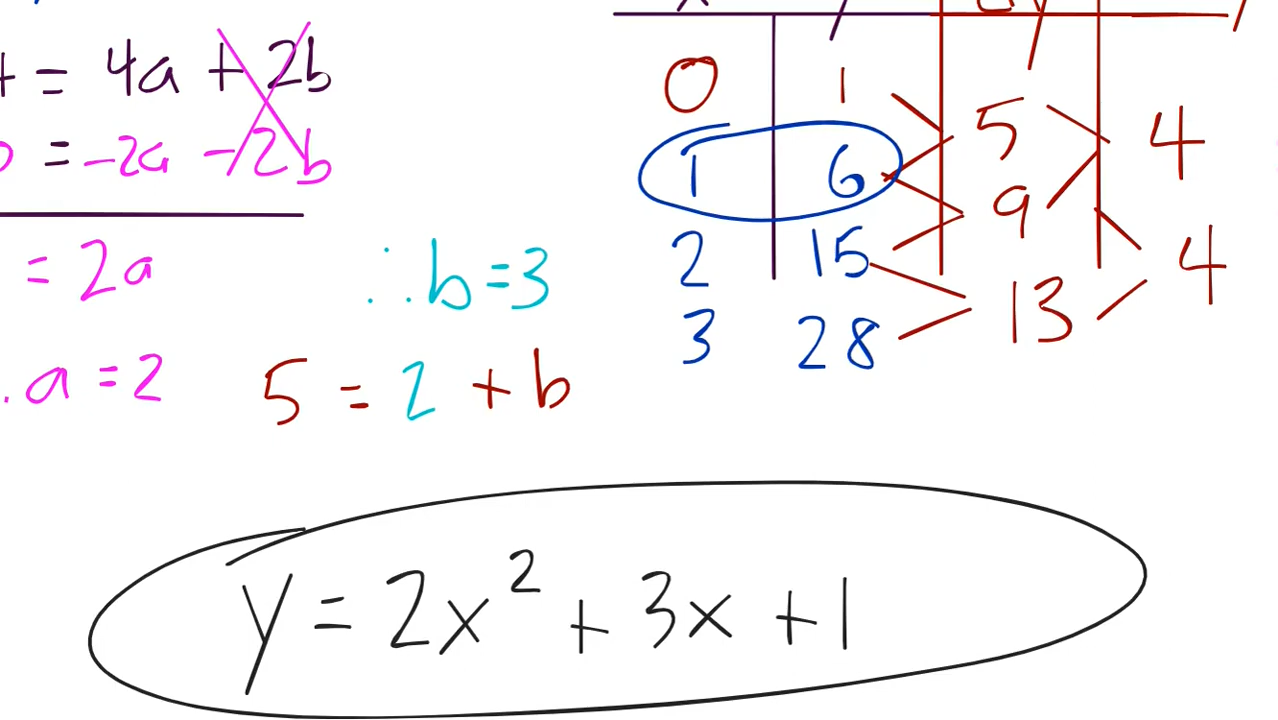 = 4a + 2b
= -2a - 2b
= 2a
∴ b = 3
. a = 2
5 = 2 + b
0 1
5 4
1 6
9
2 15
4
13
3 28
y = 2x² + 3x + 1